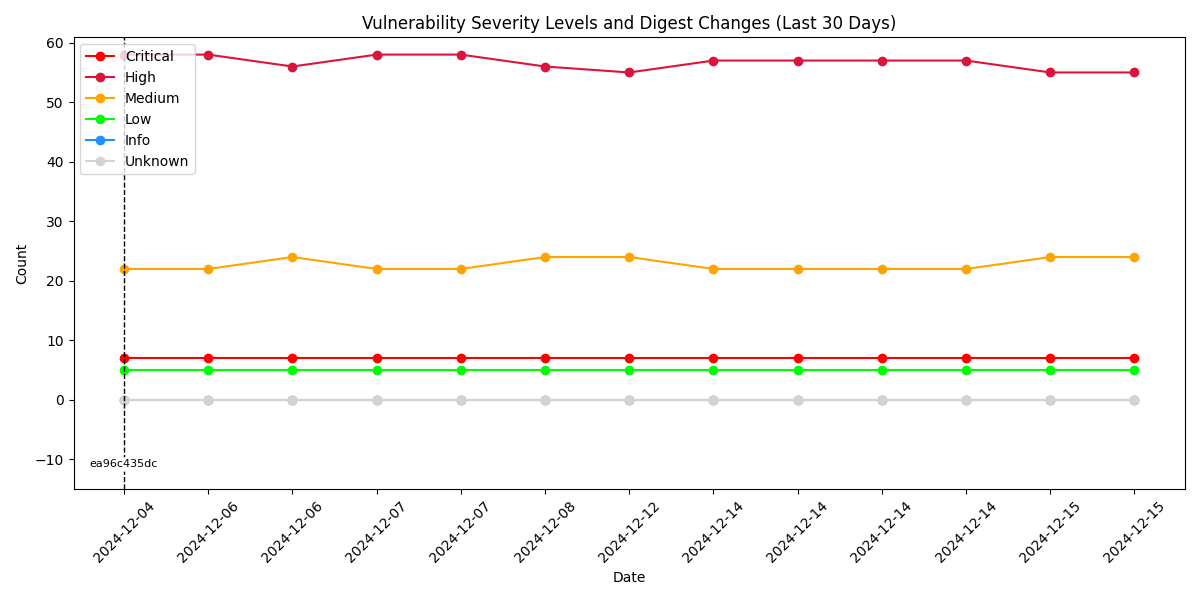 Vulnerability Severity Levels and Digest Changes (Last 30 Days)
Critical
High
Medium
Low
Info
Unknown
60
50
40
30
20
10
0
−10
Count
ea96c435dc
2024-12-04
2024-12-06
2024-12-06
2024-12-07
2024-12-07
2024-12-08
2024-12-12
2024-12-14
2024-12-14
2024-12-14
2024-12-14
2024-12-15
2024-12-15
Date